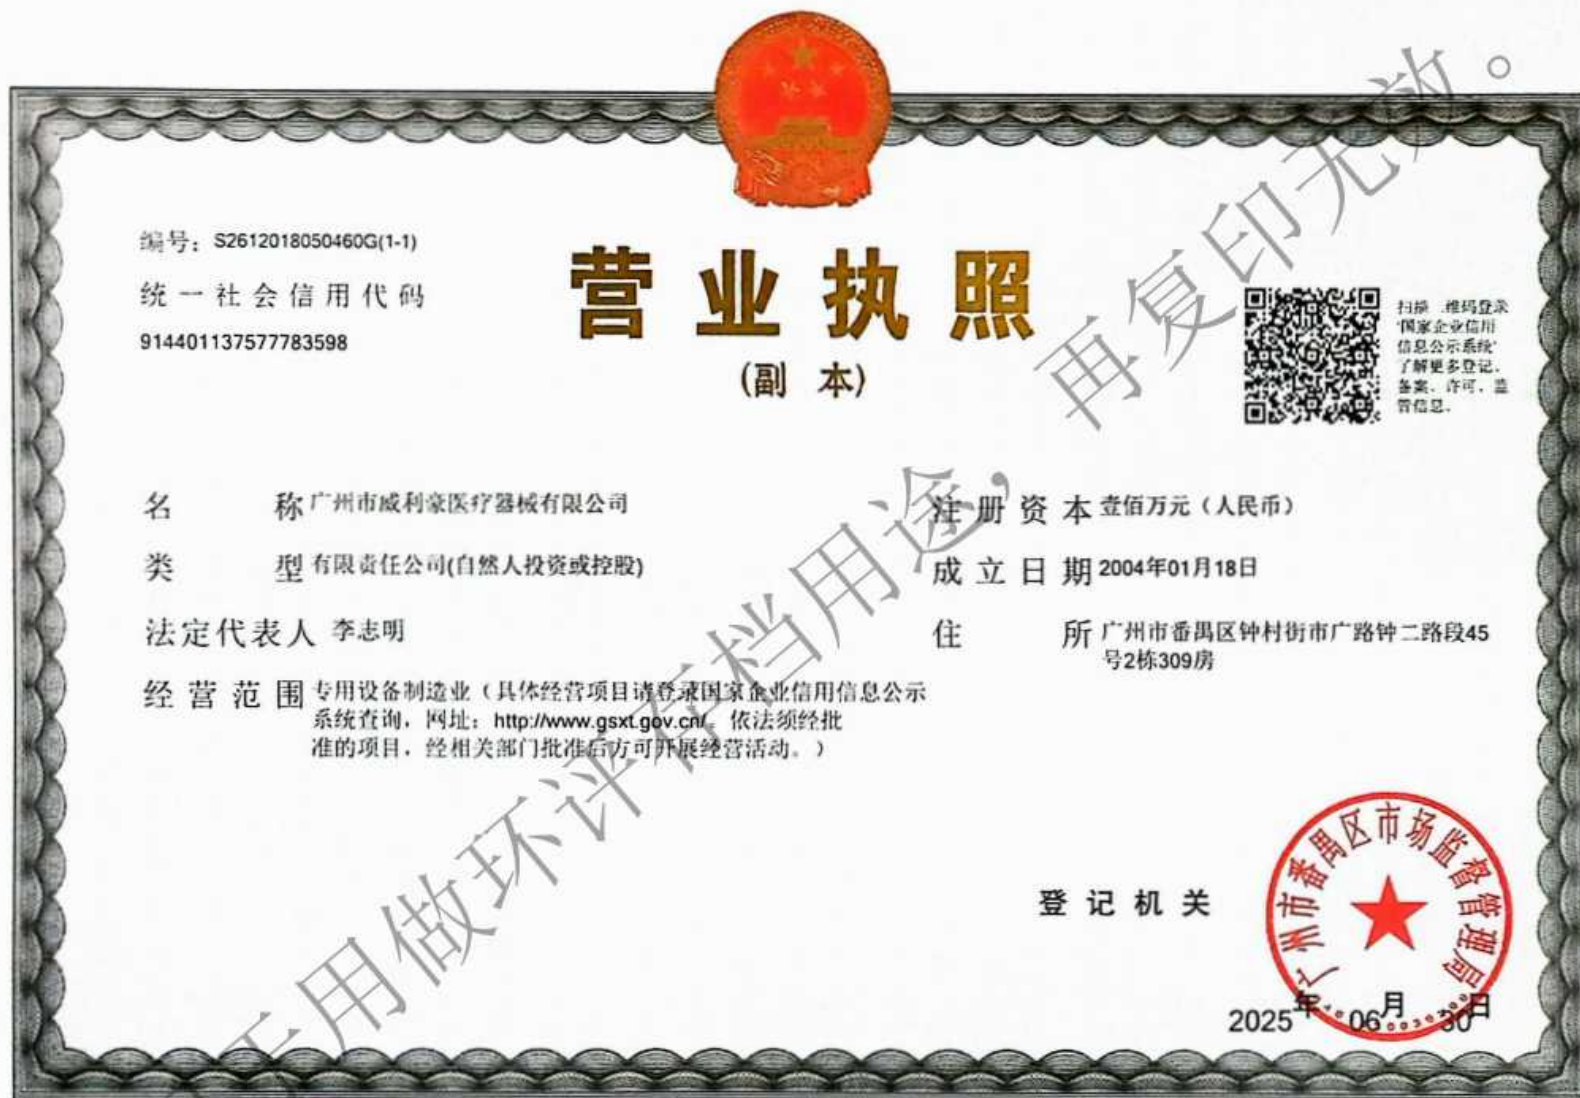 编号：S2612018050460G(1-1)
统一社会信用代码
914401137577783598
营业执照
(副 本)
扫描二维码登录
'国家企业信用
信息公示系统'
了解更多登记、
备案、许可、监
管信息。
名 称 广州市威利豪医疗器械有限公司
类 型 有限责任公司(自然人投资或控股)
法定代表人 李志明
经营范围 专用设备制造业（具体经营项目请登录国家企业信用信息公示
系统查询，网址：http://www.gsxt.gov.cn/。依法须经批
准的项目，经相关部门批准后方可开展经营活动。）
注册资本 壹佰万元（人民币）
成立日期 2004年01月18日
住 所 广州市番禺区钟村街市广路钟二路段45
号2栋309房
登记机关
广州市番禺区市场监督管理局
2025年06月30日
于用做环评存档用途，再复印无效。